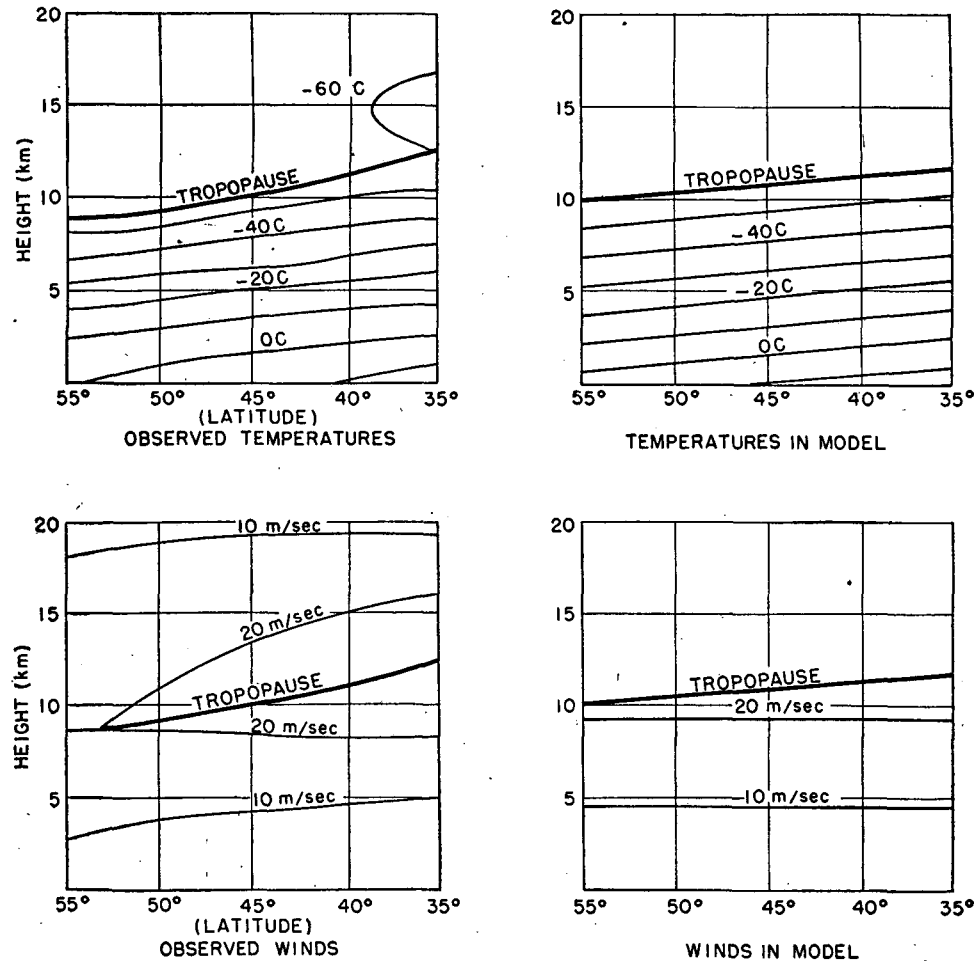 20
15
10
5
HEIGHT (km)
-60 C
TROPOPAUSE
-40C
-20C
0C
55° 50° 45° 40° 35°
(LATITUDE)
OBSERVED TEMPERATURES
20
15
10
5
TROPOPAUSE
-40C
-20C
0C
55° 50° 45° 40° 35°
TEMPERATURES IN MODEL
20
15
10
5
0
HEIGHT (km)
10 m/sec
20 m/sec
TROPOPAUSE
20 m/sec
10 m/sec
55° 50° 45° 40° 35°
(LATITUDE)
OBSERVED WINDS
20
15
10
5
0
TROPOPAUSE
20 m/sec
10 m/sec
55° 50° 45° 40° 35°
WINDS IN MODEL